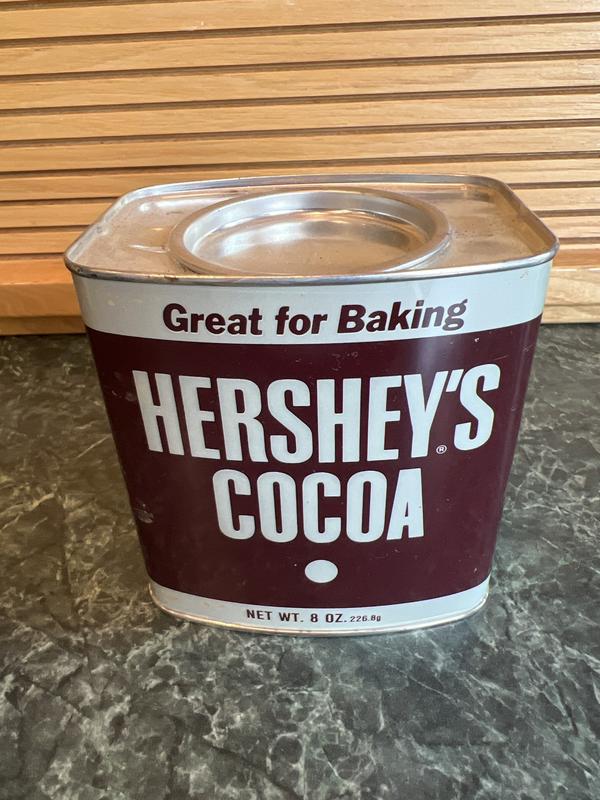 Great for Baking
HERSHEY'S®
COCOA
NET WT. 8 OZ. 226.8g